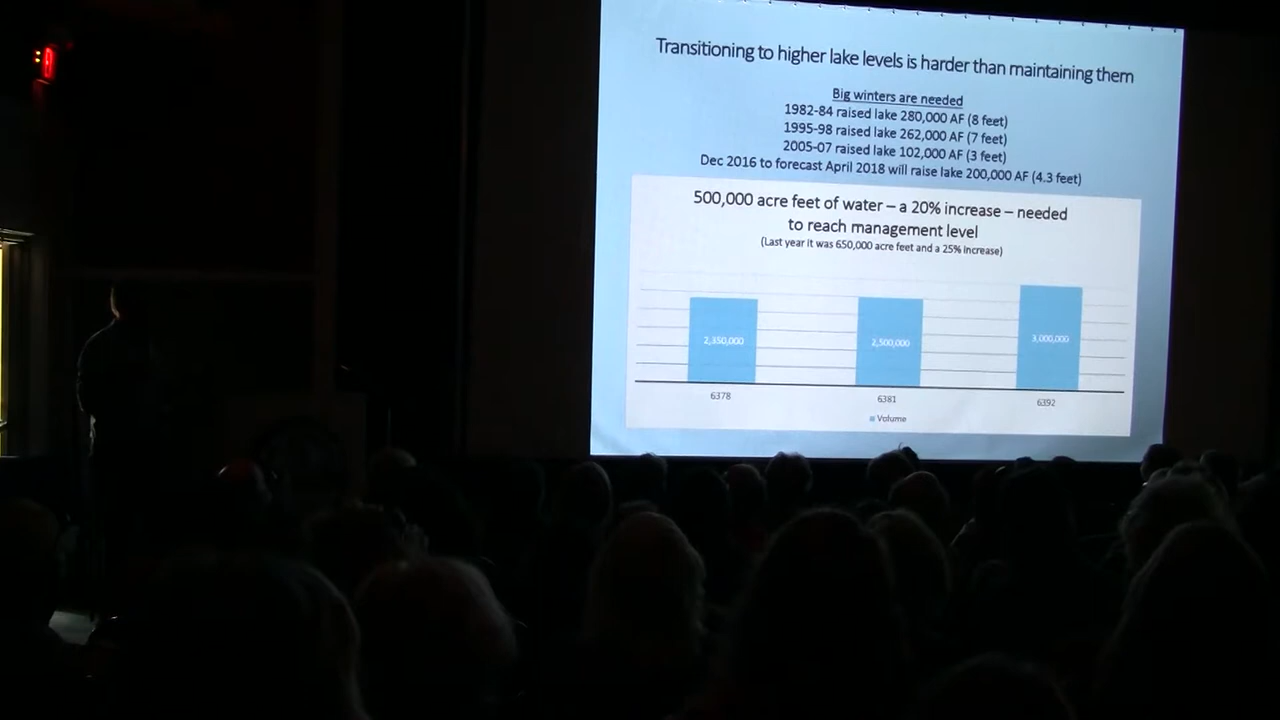 Transitioning to higher lake levels is harder than maintaining them
Big winters are needed
1982-84 raised lake 280,000 AF (8 feet)
1995-98 raised lake 262,000 AF (7 feet)
2005-07 raised lake 102,000 AF (3 feet)
Dec 2016 to forecast April 2018 will raise lake 200,000 AF (4.3 feet)
500,000 acre feet of water – a 20% increase – needed
to reach management level
(Last year it was 650,000 acre feet and a 25% increase)
2,350,000
2,500,000
3,000,000
6378
6381
6392
Volume